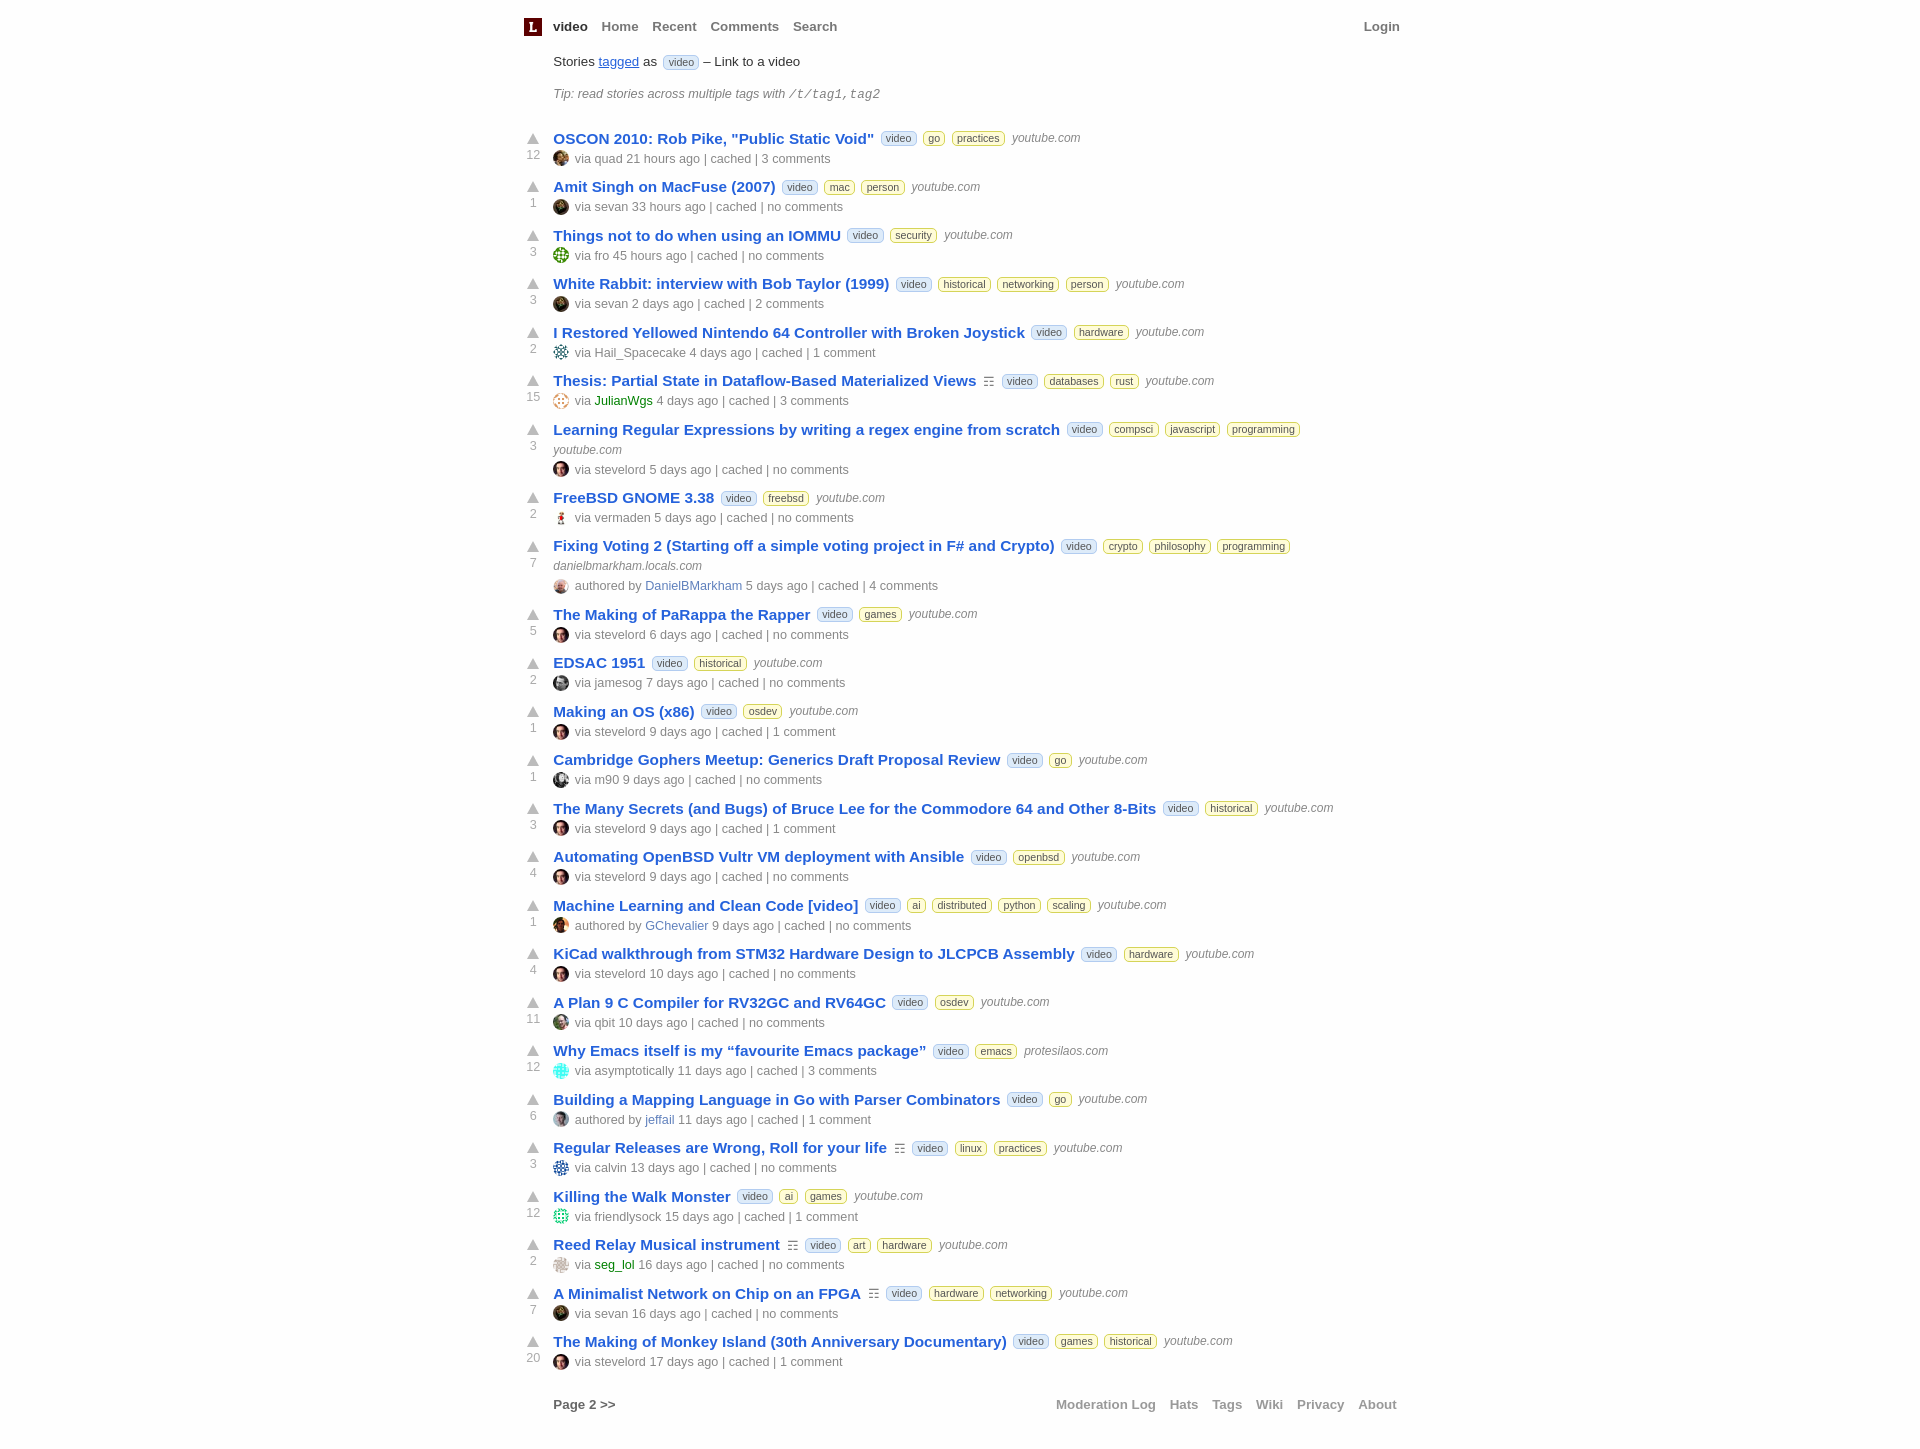 L video Home Recent Comments Search Login
Stories tagged as video – Link to a video
Tip: read stories across multiple tags with /t/tag1,tag2
OSCON 2010: Rob Pike, "Public Static Void" video go practices youtube.com
12 via quad 21 hours ago | cached | 3 comments
Amit Singh on MacFuse (2007) video mac person youtube.com
1 via sevan 33 hours ago | cached | no comments
Things not to do when using an IOMMU video security youtube.com
3 via fro 45 hours ago | cached | no comments
White Rabbit: interview with Bob Taylor (1999) video historical networking person youtube.com
3 via sevan 2 days ago | cached | 2 comments
I Restored Yellowed Nintendo 64 Controller with Broken Joystick video hardware youtube.com
2 via Hail_Spacecake 4 days ago | cached | 1 comment
Thesis: Partial State in Dataflow-Based Materialized Views ☶ video databases rust youtube.com
15 via JulianWgs 4 days ago | cached | 3 comments
Learning Regular Expressions by writing a regex engine from scratch video compsci javascript programming
3 youtube.com
via stevelord 5 days ago | cached | no comments
FreeBSD GNOME 3.38 video freebsd youtube.com
2 via vermaden 5 days ago | cached | no comments
Fixing Voting 2 (Starting off a simple voting project in F# and Crypto) video crypto philosophy programming
7 danielbmarkham.locals.com
authored by DanielBMarkham 5 days ago | cached | 4 comments
The Making of PaRappa the Rapper video games youtube.com
5 via stevelord 6 days ago | cached | no comments
EDSAC 1951 video historical youtube.com
2 via jamesog 7 days ago | cached | no comments
Making an OS (x86) video osdev youtube.com
1 via stevelord 9 days ago | cached | 1 comment
Cambridge Gophers Meetup: Generics Draft Proposal Review video go youtube.com
1 via m90 9 days ago | cached | no comments
The Many Secrets (and Bugs) of Bruce Lee for the Commodore 64 and Other 8-Bits video historical youtube.com
3 via stevelord 9 days ago | cached | 1 comment
Automating OpenBSD Vultr VM deployment with Ansible video openbsd youtube.com
4 via stevelord 9 days ago | cached | no comments
Machine Learning and Clean Code [video] video ai distributed python scaling youtube.com
1 authored by GChevalier 9 days ago | cached | no comments
KiCad walkthrough from STM32 Hardware Design to JLCPCB Assembly video hardware youtube.com
4 via stevelord 10 days ago | cached | no comments
A Plan 9 C Compiler for RV32GC and RV64GC video osdev youtube.com
11 via qbit 10 days ago | cached | no comments
Why Emacs itself is my “favourite Emacs package” video emacs protesilaos.com
12 via asymptotically 11 days ago | cached | 3 comments
Building a Mapping Language in Go with Parser Combinators video go youtube.com
6 authored by jeffail 11 days ago | cached | 1 comment
Regular Releases are Wrong, Roll for your life ☶ video linux practices youtube.com
3 via calvin 13 days ago | cached | no comments
Killing the Walk Monster video ai games youtube.com
12 via friendlysock 15 days ago | cached | 1 comment
Reed Relay Musical instrument ☶ video art hardware youtube.com
2 via seg_lol 16 days ago | cached | no comments
A Minimalist Network on Chip on an FPGA ☶ video hardware networking youtube.com
7 via sevan 16 days ago | cached | no comments
The Making of Monkey Island (30th Anniversary Documentary) video games historical youtube.com
20 via stevelord 17 days ago | cached | 1 comment
Page 2 >> Moderation Log Hats Tags Wiki Privacy About